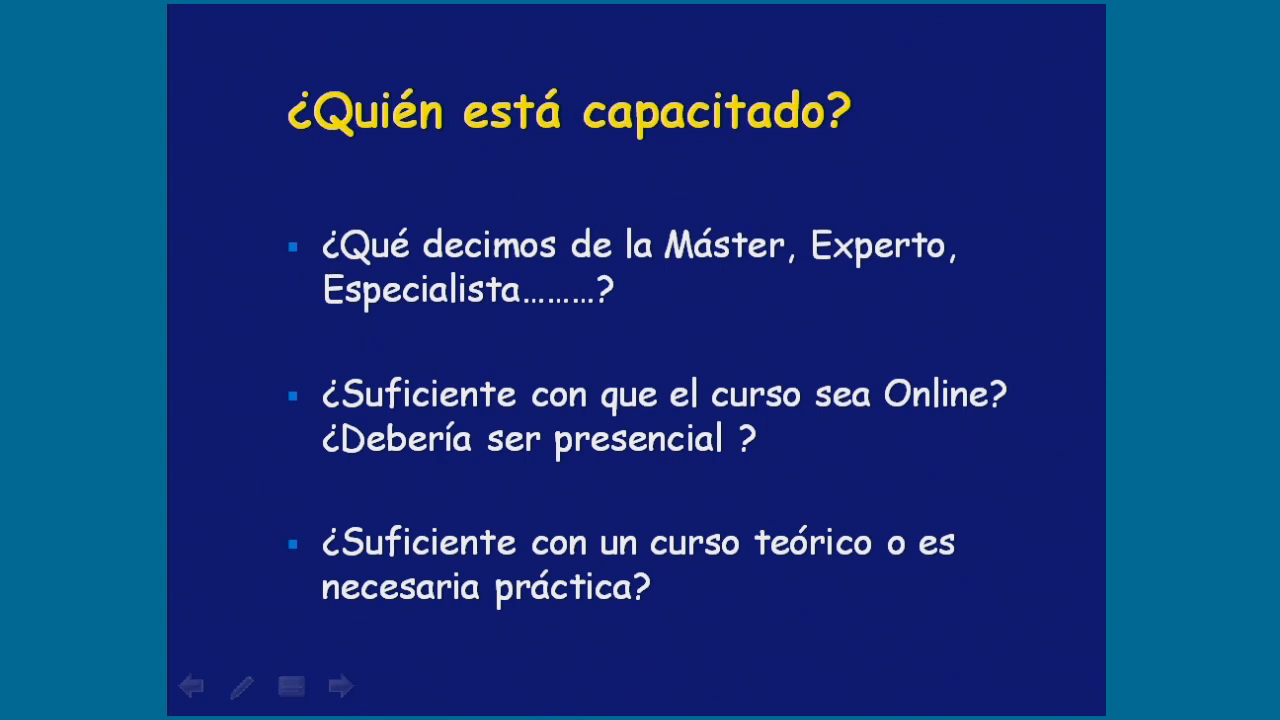 ¿Quién está capacitado?
¿Qué decimos de la Máster, Experto,
Especialista.........?
¿Suficiente con que el curso sea Online?
¿Debería ser presencial ?
¿Suficiente con un curso teórico o es
necesaria práctica?